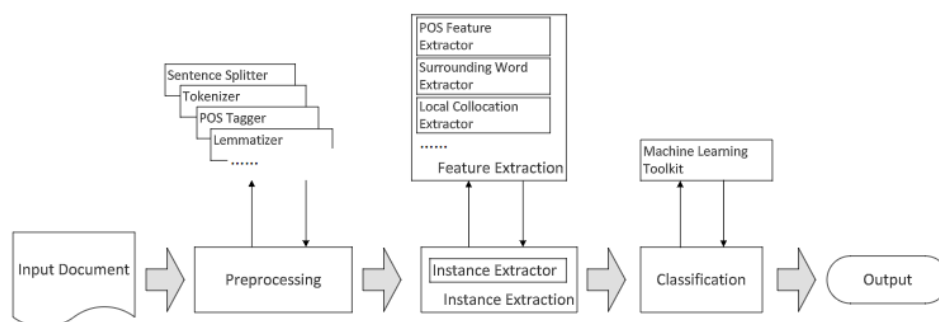 Sentence Splitter
Tokenizer
POS Tagger
Lemmatizer
......
POS Feature
Extractor
Surrounding Word
Extractor
Local Collocation
Extractor
......
Feature Extraction
Machine Learning
Toolkit
Input Document
Preprocessing
Instance Extractor
Instance Extraction
Classification
Output